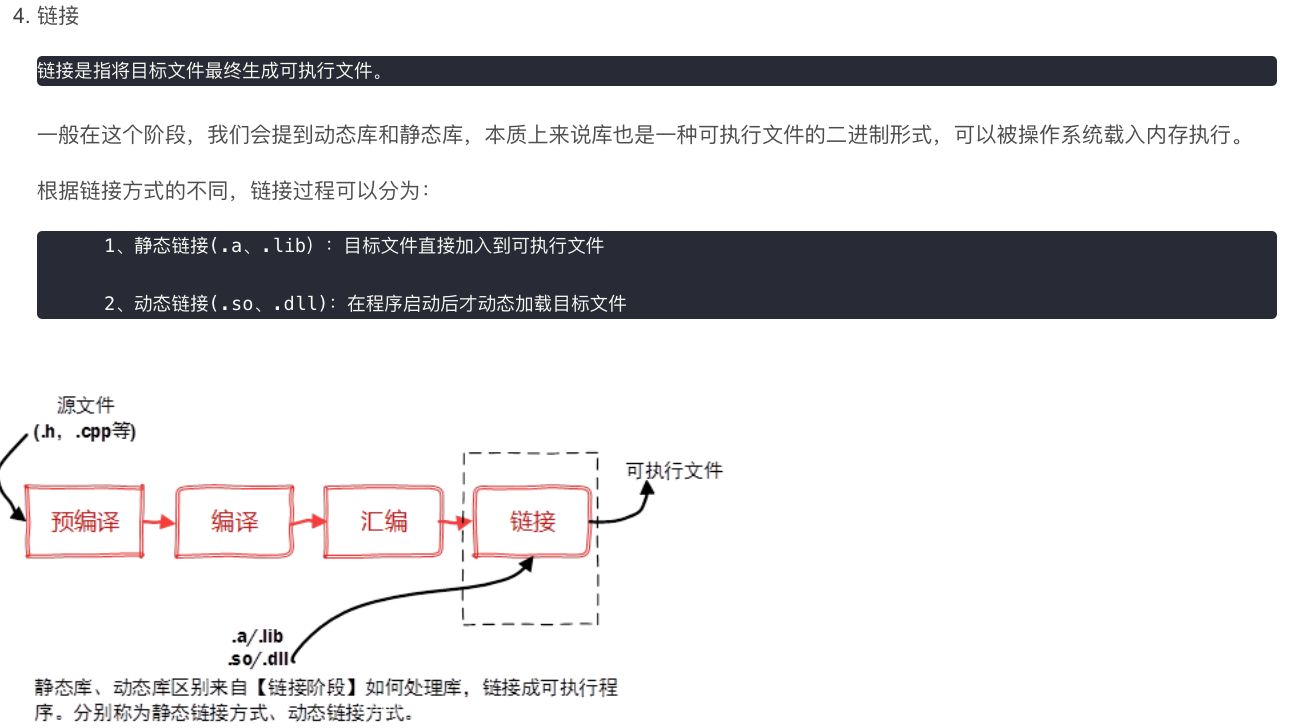 4. 链接
链接是指将目标文件最终生成可执行文件。
一般在这个阶段，我们会提到动态库和静态库，本质上来说库也是一种可执行文件的二进制形式，可以被操作系统载入内存执行。
根据链接方式的不同，链接过程可以分为：
1、静态链接(.a、.lib) ：目标文件直接加入到可执行文件
2、动态链接(.so、.dll)：在程序启动后才动态加载目标文件
源文件
(.h，.cpp等)
可执行文件
预编译
编译
汇编
链接
.a/.lib
.so/.dll
静态库、动态库区别来自【链接阶段】如何处理库，链接成可执行程
序。分别称为静态链接方式、动态链接方式。